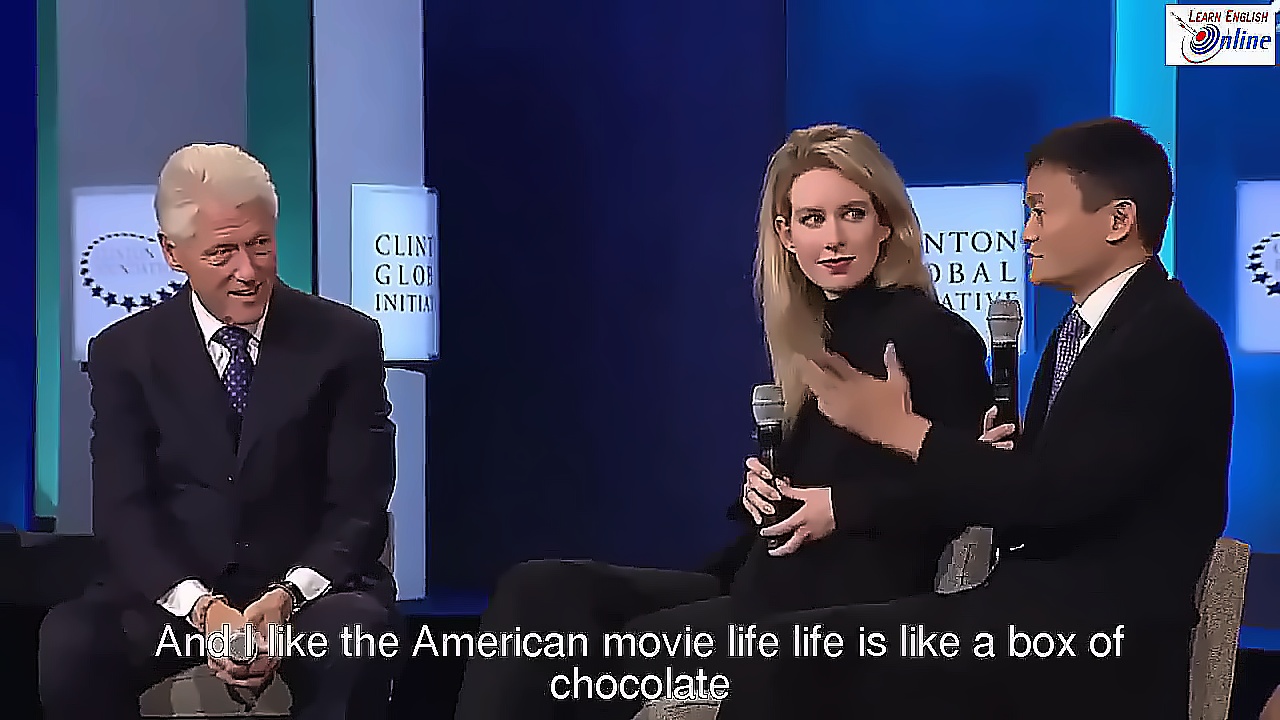 LEARN ENGLISH
Online
CLINT
GLOB
INITIA
NTON
OBAL
ATIVE
And I like the American movie life life is like a box of
chocolate